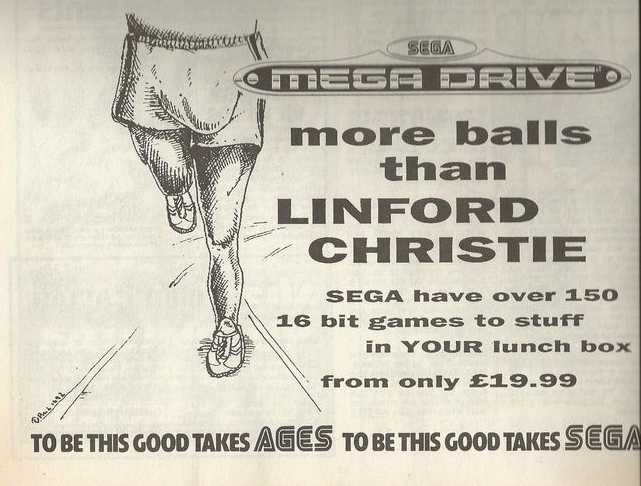 SEGA
MEGA DRIVE
more balls
than
LINFORD
CHRISTIE
SEGA have over 150
16 bit games to stuff
in YOUR lunch box
from only £19.99
TO BE THIS GOOD TAKES AGES TO BE THIS GOOD TAKES SEGA